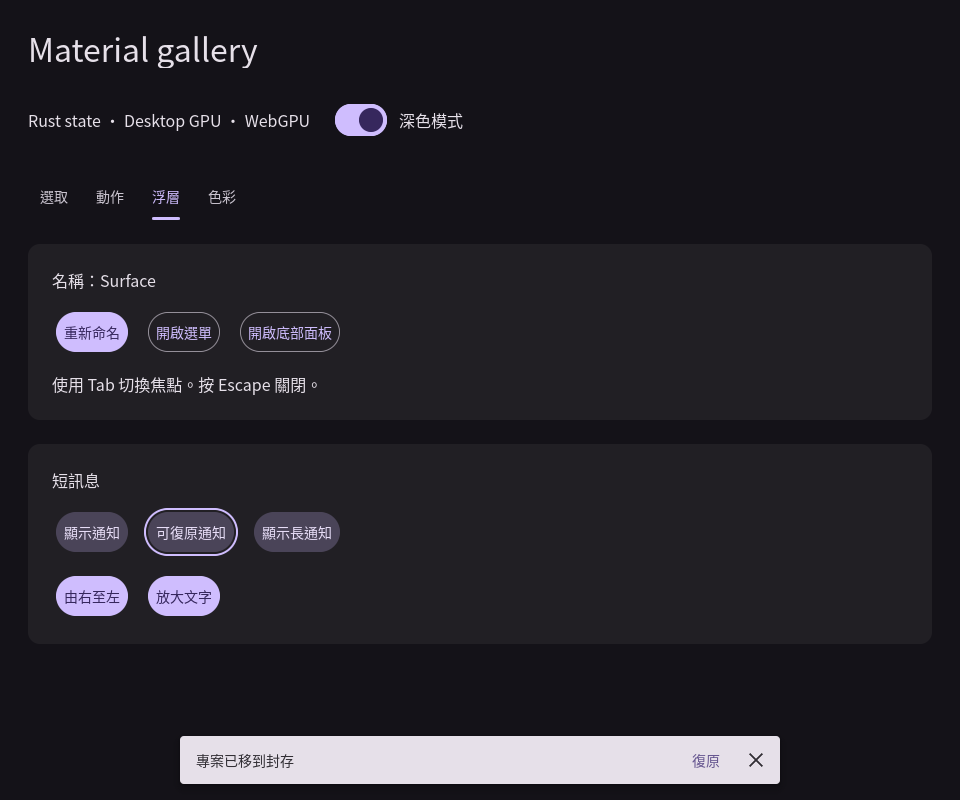 Material gallery
Rust state ・ Desktop GPU ・ WebGPU 深色模式
選取 動作 浮層 色彩
名稱：Surface
重新命名 開啟選單 開啟底部面板
使用 Tab 切換焦點。按 Escape 關閉。
短訊息
顯示通知 可復原通知 顯示長通知
由右至左 放大文字
專案已移到封存 復原